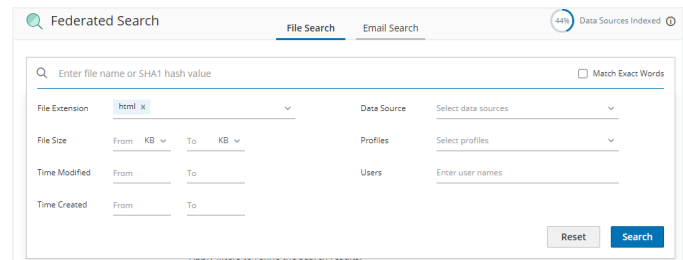 Federated Search
File Search
Email Search
44%
Data Sources Indexed
Enter file name or SHA1 hash value
Match Exact Words
File Extension
html x
Data Source
Select data sources
File Size
From KB
To KB
Profiles
Select profiles
Time Modified
From
To
Users
Enter user names
Time Created
From
To
Reset
Search